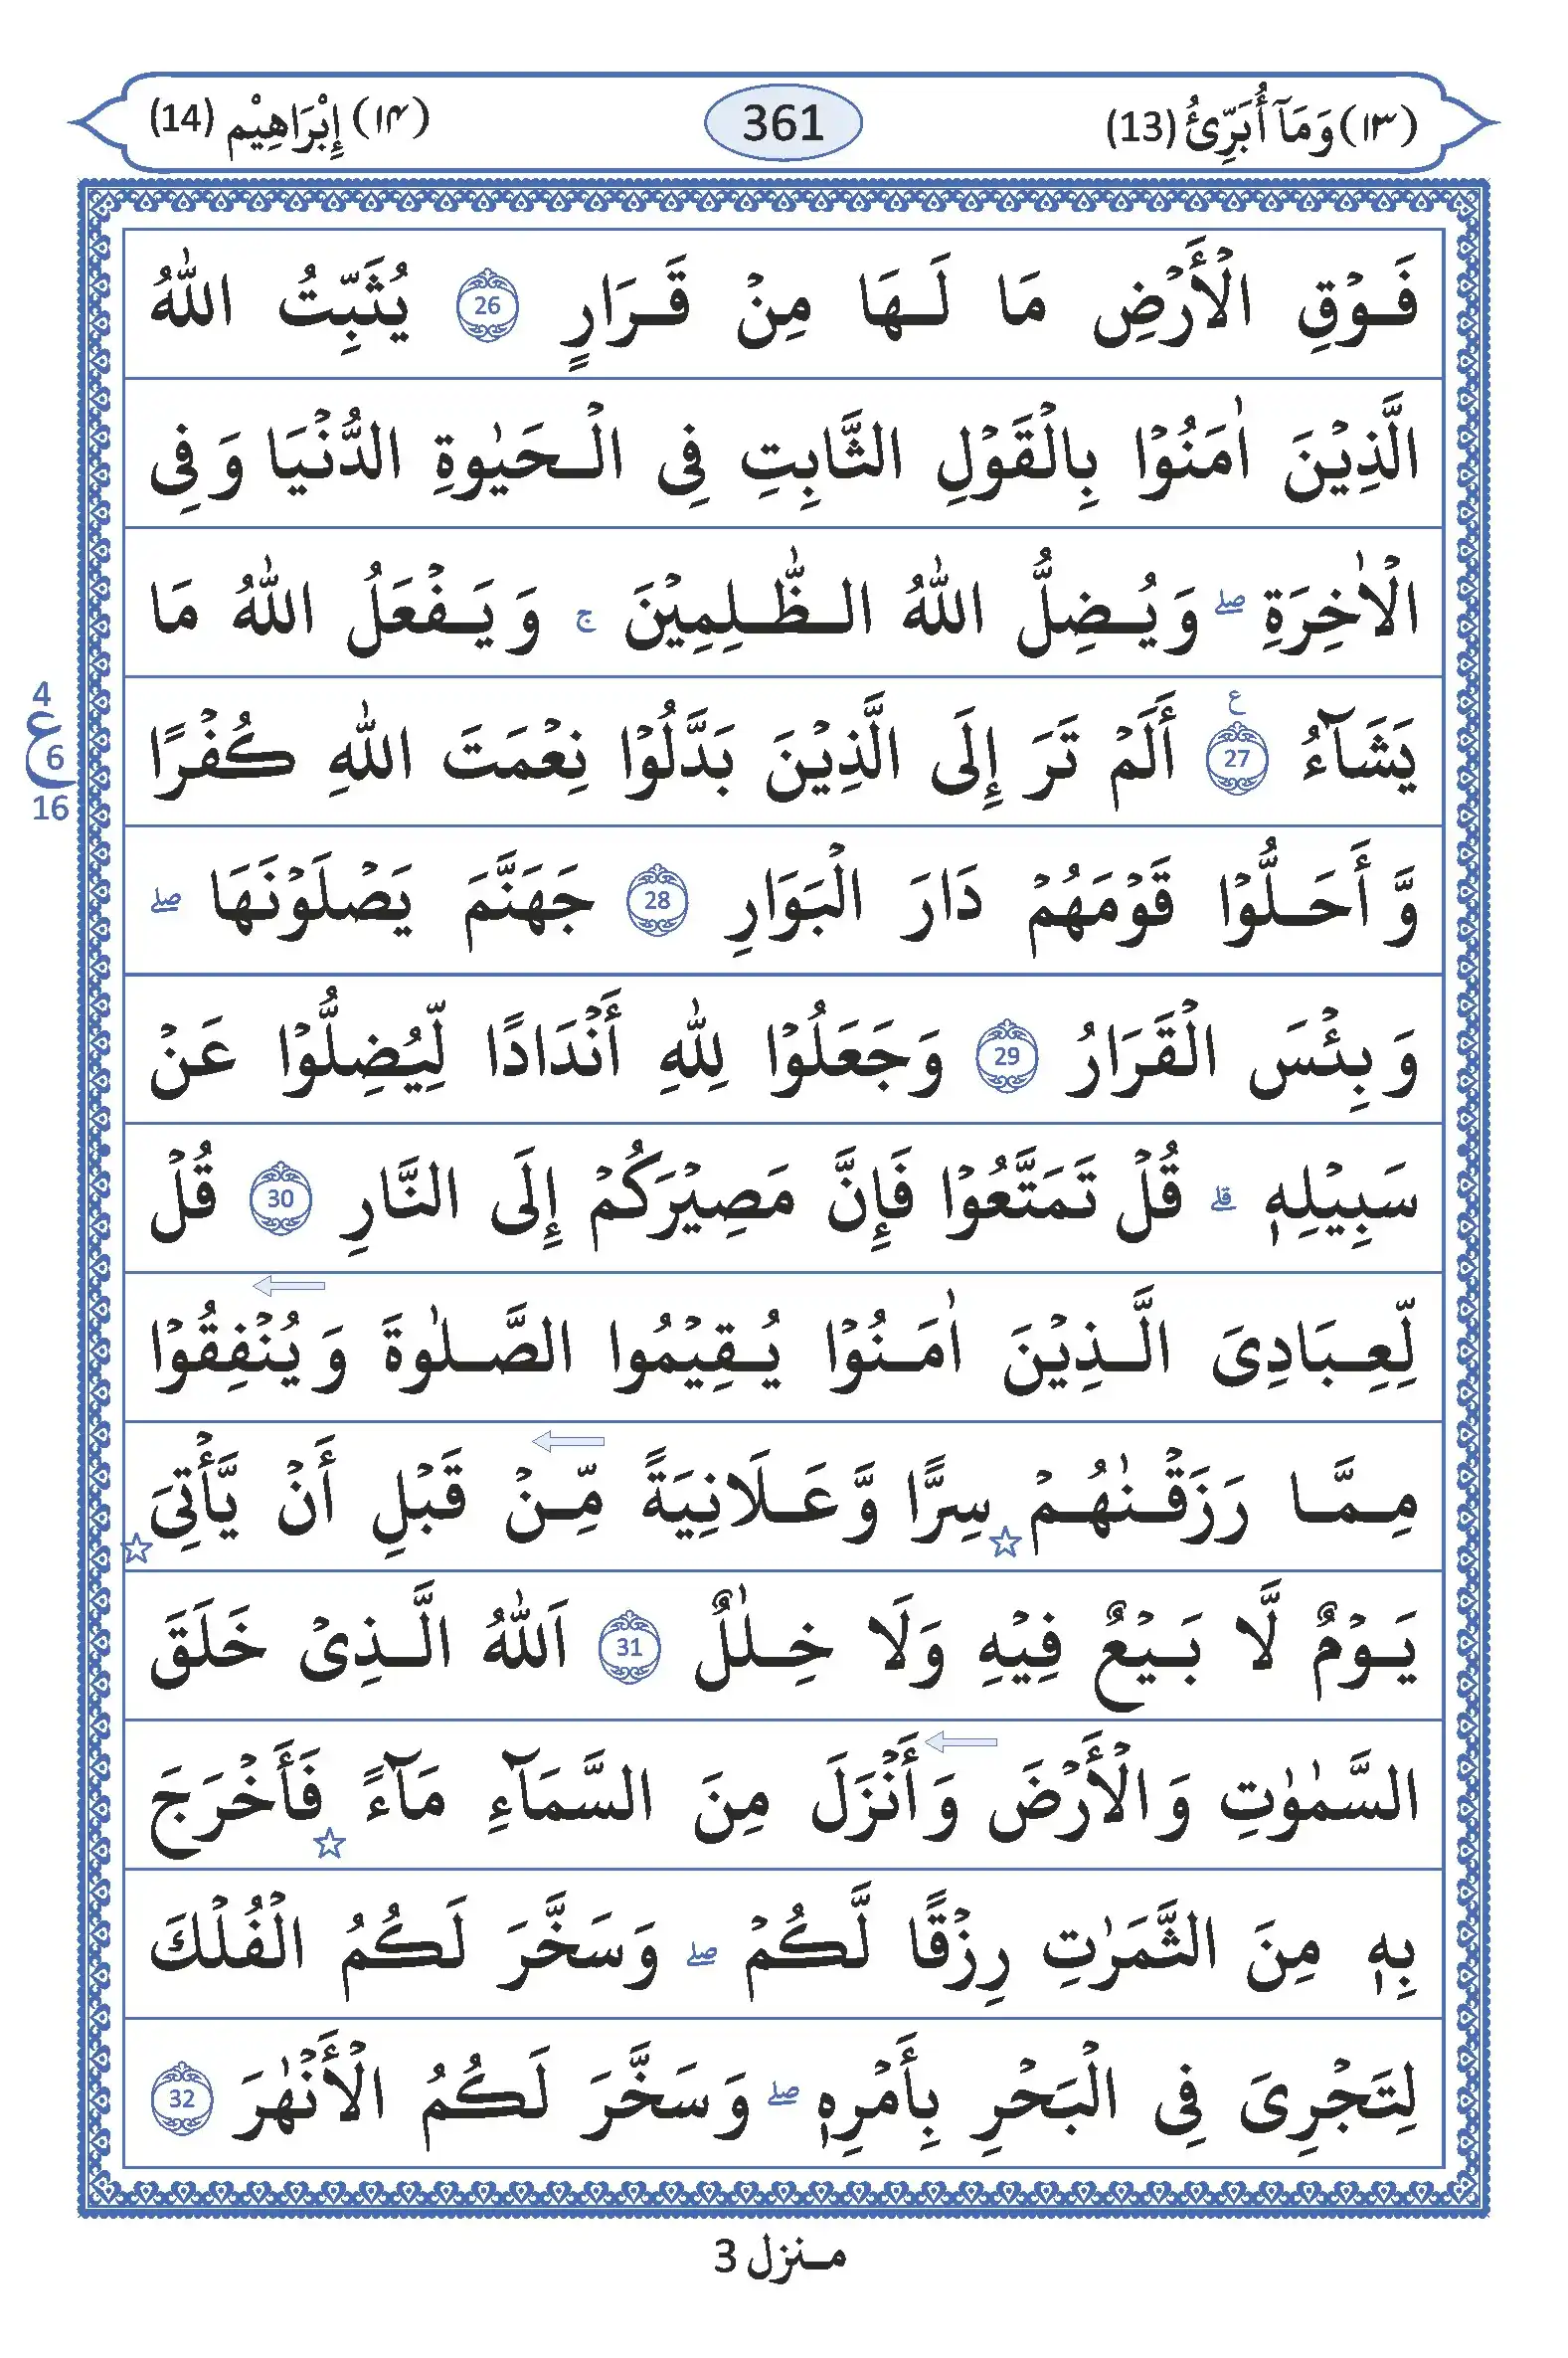 (١٣) وَمَآ أُبَرِّئُ (13) 361 (١٤) إِبْرَاهِيْم (14)
فَوْقِ الْأَرْضِ مَا لَهَا مِنْ قَرَارٍ 26 يُثَبِّتُ اللّٰهُ
الَّذِيْنَ اٰمَنُوْا بِالْقَوْلِ الثَّابِتِ فِى الْحَيٰوةِ الدُّنْيَا وَفِى
الْاٰخِرَةِ ۖ وَيُضِلُّ اللّٰهُ الظّٰلِمِيْنَ ۚ وَيَفْعَلُ اللّٰهُ مَا
يَشَآءُ 27 ع أَلَمْ تَرَ إِلَى الَّذِيْنَ بَدَّلُوْا نِعْمَتَ اللّٰهِ كُفْرًا
4
ع 6
16
وَّأَحَلُّوْا قَوْمَهُمْ دَارَ الْبَوَارِ 28 جَهَنَّمَ يَصْلَوْنَهَا ۖ
وَبِئْسَ الْقَرَارُ 29 وَجَعَلُوْا لِلّٰهِ أَنْدَادًا لِّيُضِلُّوْا عَنْ
سَبِيْلِهٖ ۗ قُلْ تَمَتَّعُوْا فَإِنَّ مَصِيْرَكُمْ إِلَى النَّارِ 30 قُلْ
لِّعِبَادِىَ الَّذِيْنَ اٰمَنُوْا يُقِيْمُوا الصَّلٰوةَ وَيُنْفِقُوْا
مِمَّا رَزَقْنٰهُمْ سِرًّا وَّعَلَانِيَةً مِّنْ قَبْلِ أَنْ يَّأْتِىَ
يَوْمٌ لَّا بَيْعٌ فِيْهِ وَلَا خِلٰلٌ 31 اَللّٰهُ الَّذِىْ خَلَقَ
السَّمٰوٰتِ وَالْأَرْضَ وَأَنْزَلَ مِنَ السَّمَآءِ مَآءً فَأَخْرَجَ
بِهٖ مِنَ الثَّمَرٰتِ رِزْقًا لَّكُمْ ۖ وَسَخَّرَ لَكُمُ الْفُلْكَ
لِتَجْرِىَ فِى الْبَحْرِ بِأَمْرِهٖ ۖ وَسَخَّرَ لَكُمُ الْأَنْهٰرَ 32
مـنزل 3